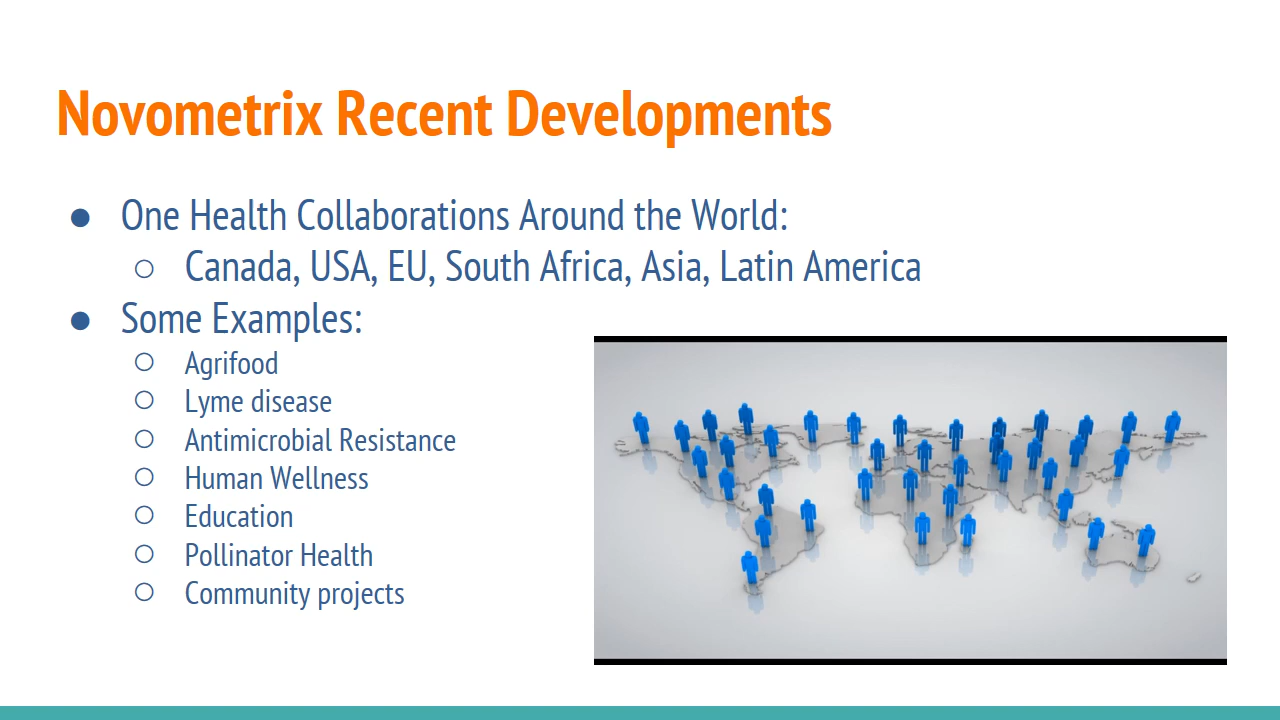 Novometrix Recent Developments
● One Health Collaborations Around the World:
○ Canada, USA, EU, South Africa, Asia, Latin America
● Some Examples:
○ Agrifood
○ Lyme disease
○ Antimicrobial Resistance
○ Human Wellness
○ Education
○ Pollinator Health
○ Community projects